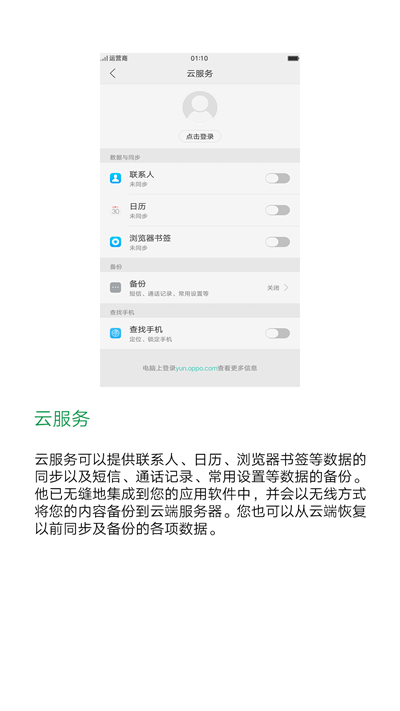 运营商 01:10
云服务
点击登录
数据与同步
联系人
未同步
30
日历
未同步
浏览器书签
未同步
备份
备份
短信、通话记录、常用设置等
关闭
查找手机
查找手机
定位、锁定手机
电脑上登录yun.oppo.com查看更多信息
云服务
云服务可以提供联系人、日历、浏览器书签等数据的
同步以及短信、通话记录、常用设置等数据的备份。
他已无缝地集成到您的应用软件中，并会以无线方式
将您的内容备份到云端服务器。您也可以从云端恢复
以前同步及备份的各项数据。